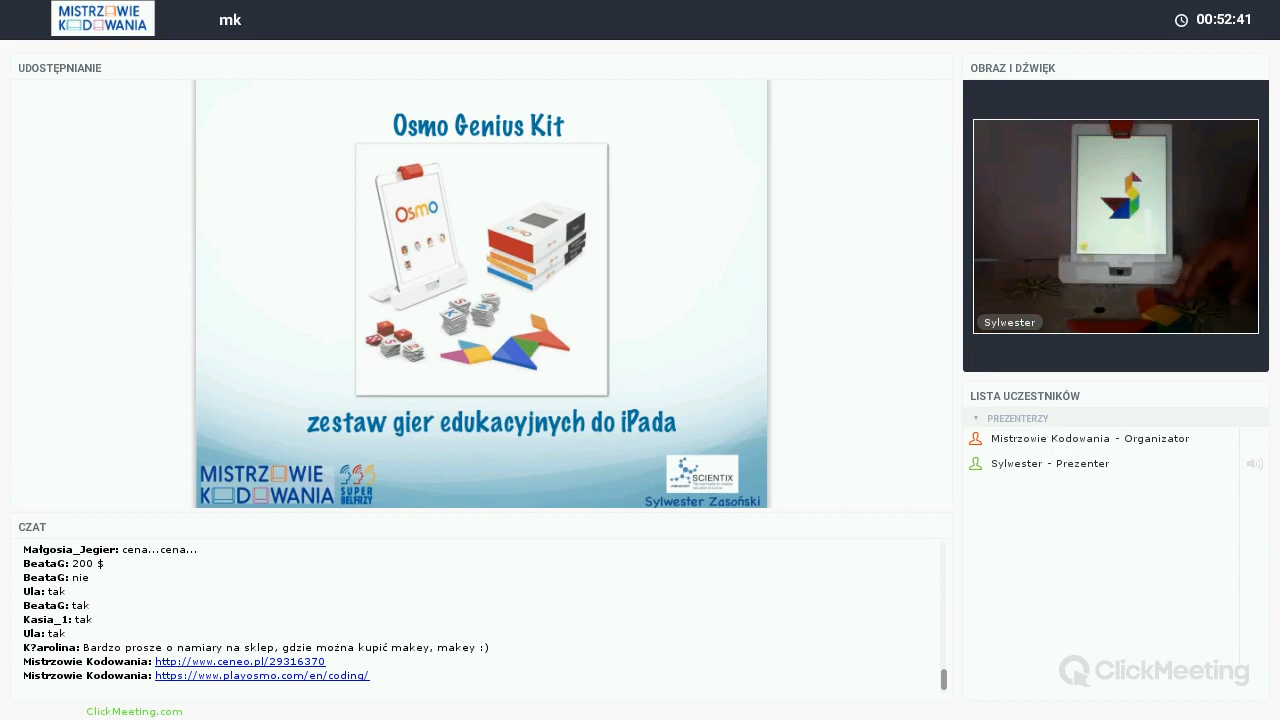 MISTRZOWIE
KODOWANIA
mk
00:52:41
UDOSTĘPNIANIE
Osmo Genius Kit
Osmo
osmo
zestaw gier edukacyjnych do iPada
MISTRZOWIE
KODOWANIA
SUPER
BELFRZY
SCIENTIX
Sylwester Zasoński
OBRAZ I DŹWIĘK
Sylwester
LISTA UCZESTNIKÓW
PREZENTERZY
Mistrzowie Kodowania - Organizator
Sylwester - Prezenter
ClickMeeting
CZAT
Małgosia_Jegier: cena...cena...
BeataG: 200 $
BeataG: nie
Ula: tak
BeataG: tak
Kasia_1: tak
Ula: tak
K?arolina: Bardzo prosze o namiary na sklep, gdzie można kupić makey, makey :)
Mistrzowie Kodowania: http://www.ceneo.pl/29316370
Mistrzowie Kodowania: https://www.playosmo.com/en/coding/
ClickMeeting.com